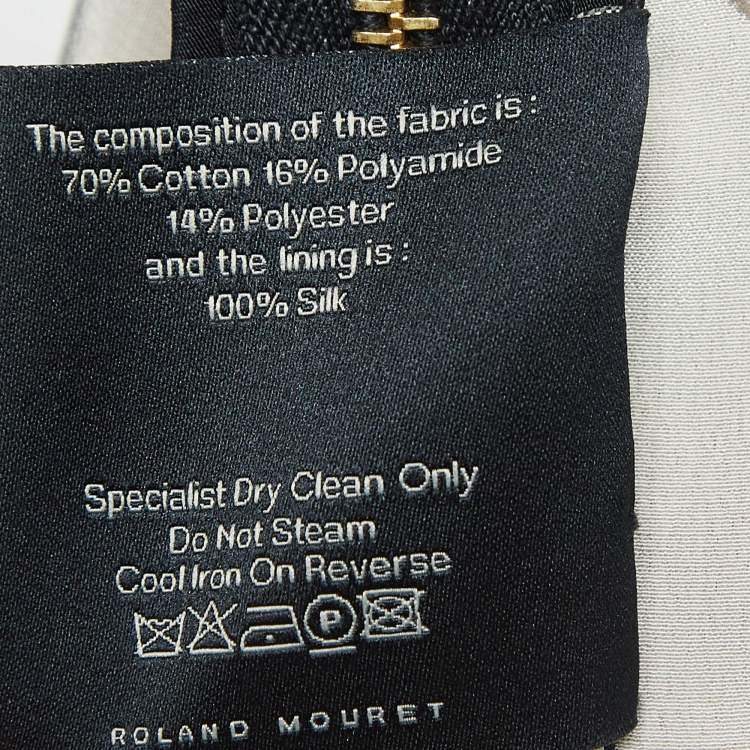 The composition of the fabric is :
70% Cotton 16% Polyamide
14% Polyester
and the lining is :
100% Silk
Specialist Dry Clean Only
Do Not Steam
Cool Iron On Reverse
P
ROLAND MOURET